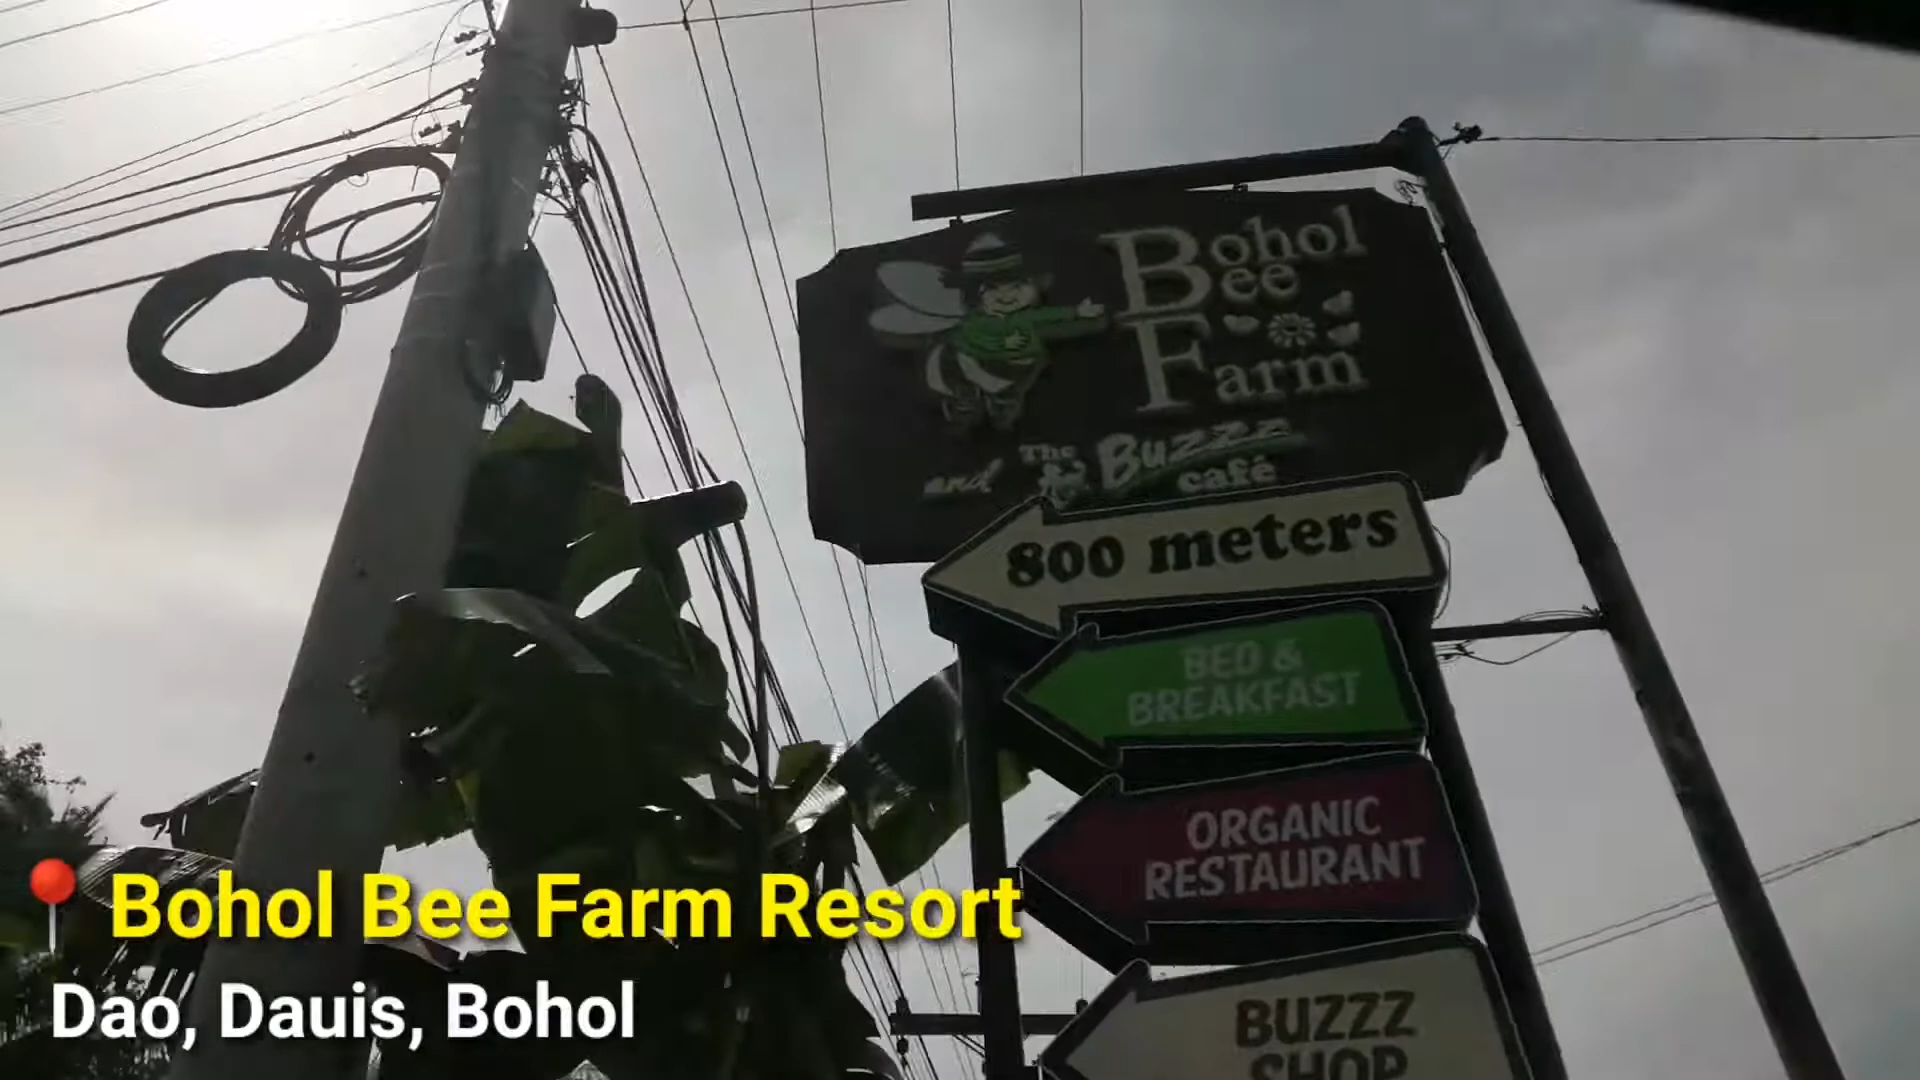 Bohol
Bee
Farm
and The Buzzz
café
800 meters
BED &
BREAKFAST
ORGANIC
RESTAURANT
BUZZZ
SHOP
Bohol Bee Farm Resort
Dao, Dauis, Bohol